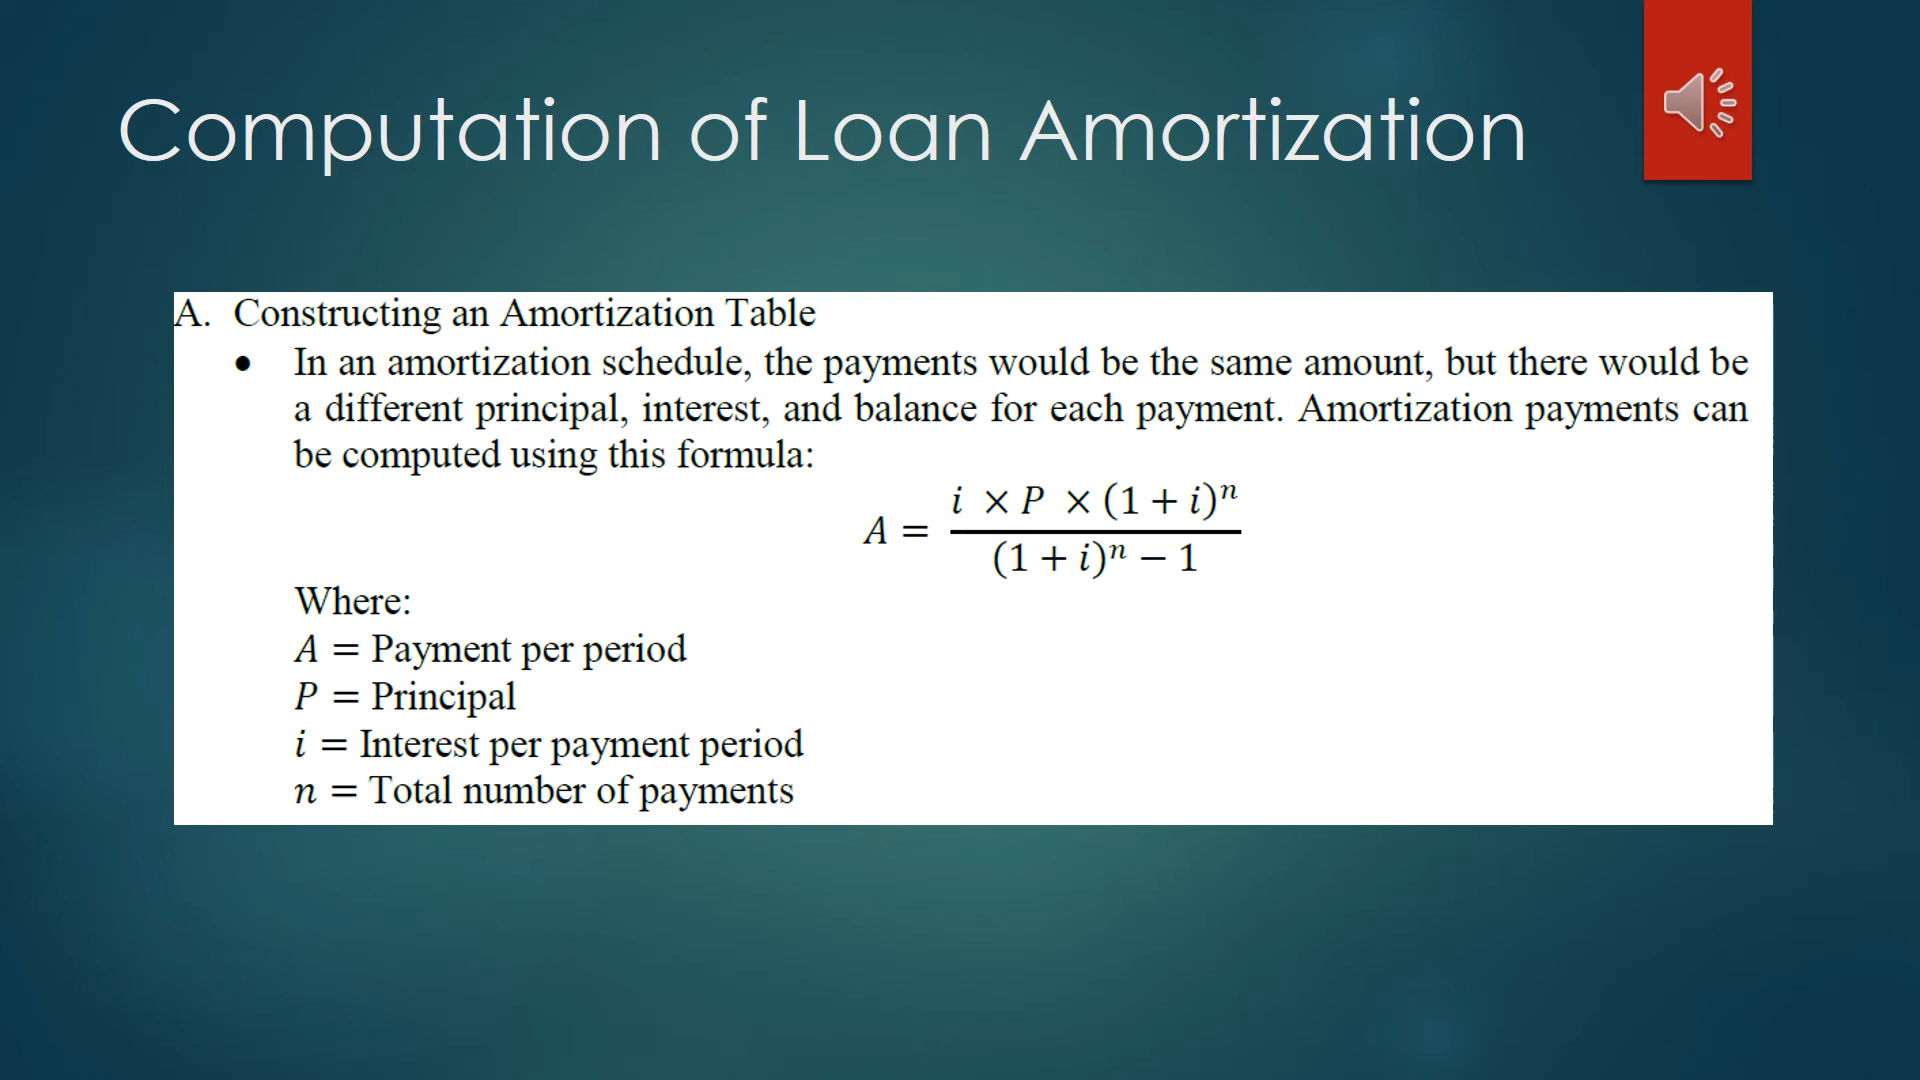 Computation of Loan Amortization
A. Constructing an Amortization Table
• In an amortization schedule, the payments would be the same amount, but there would be
a different principal, interest, and balance for each payment. Amortization payments can
be computed using this formula:
A = \frac{i × P × (1 + i)^n}{(1 + i)^n − 1}
Where:
A = Payment per period
P = Principal
i = Interest per payment period
n = Total number of payments